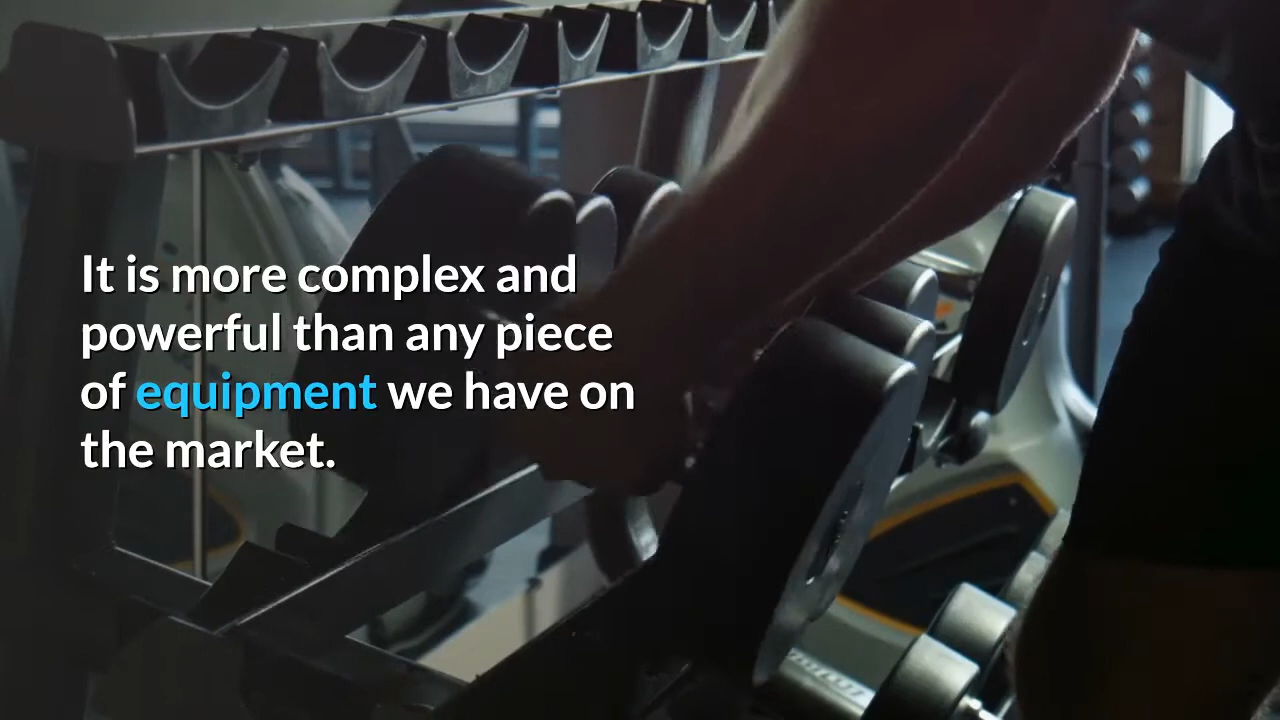 It is more complex and
powerful than any piece
of equipment we have on
the market.